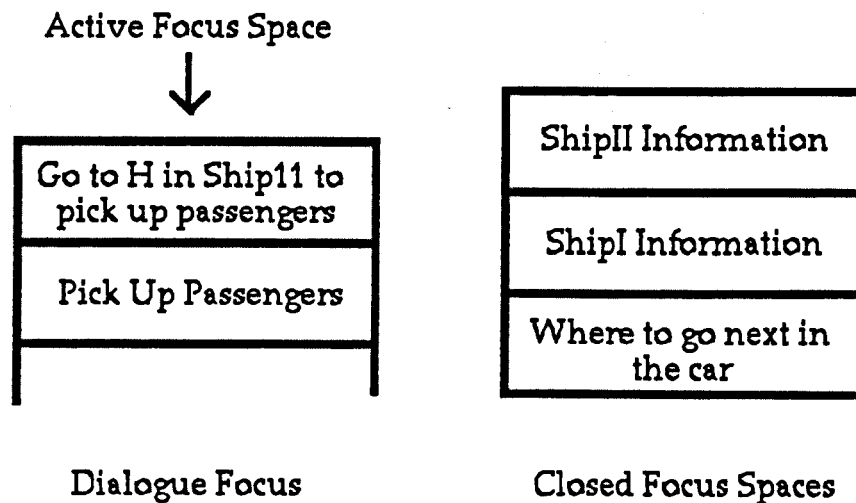 Active Focus Space
Go to H in Ship11 to
pick up passengers
Pick Up Passengers
Dialogue Focus
ShipII Information
ShipI Information
Where to go next in
the car
Closed Focus Spaces